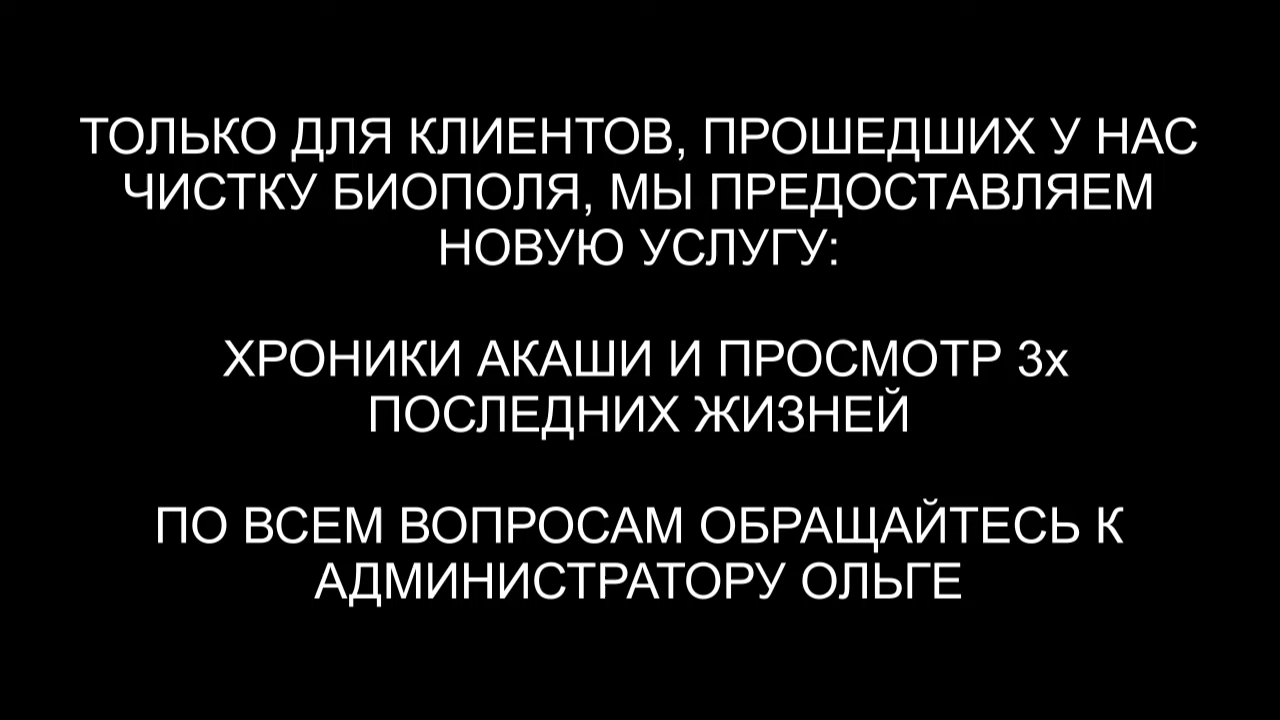 ТОЛЬКО ДЛЯ КЛИЕНТОВ, ПРОШЕДШИХ У НАС
ЧИСТКУ БИОПОЛЯ, МЫ ПРЕДОСТАВЛЯЕМ
НОВУЮ УСЛУГУ:
ХРОНИКИ АКАШИ И ПРОСМОТР 3х
ПОСЛЕДНИХ ЖИЗНЕЙ
ПО ВСЕМ ВОПРОСАМ ОБРАЩАЙТЕСЬ К
АДМИНИСТРАТОРУ ОЛЬГЕ